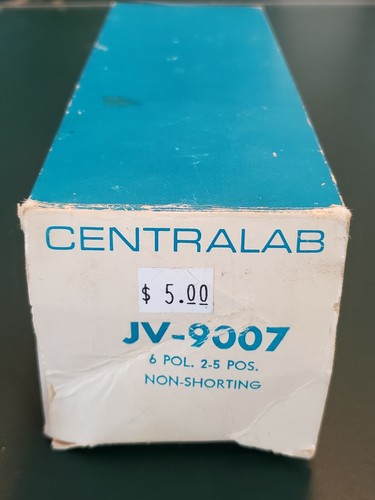 CENTRALAB
$ 5.00
JV-9007
6 POL. 2-5 POS.
NON-SHORTING